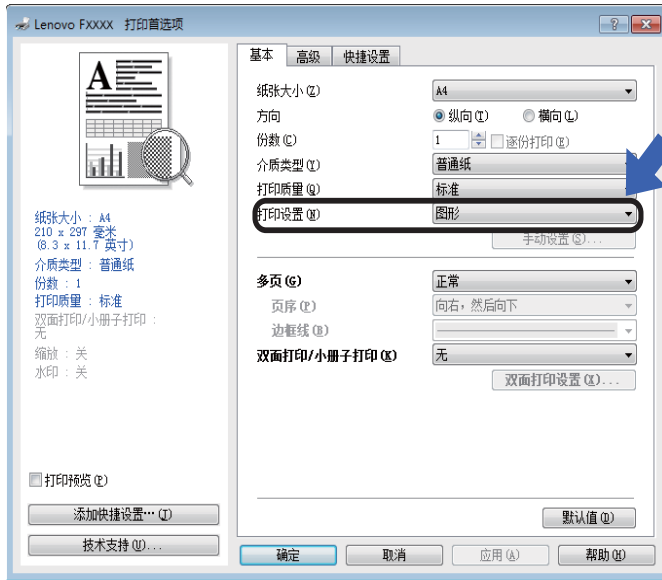 Lenovo FXXXX 打印首选项
基本 高级 快捷设置
纸张大小(Z) A4
方向 纵向(T) 横向(L)
份数(C) 1 逐份打印(E)
介质类型(Y) 普通纸
打印质量(Q) 标准
打印设置(N) 图形
手动设置(S)...
多页(G) 正常
页序(P) 向右，然后向下
边框线(B)
双面打印/小册子打印(K) 无
双面打印设置(X)...
默认值(D)
A
纸张大小 : A4
210 x 297 毫米
(8.3 x 11.7 英寸)
介质类型 : 普通纸
份数 : 1
打印质量 : 标准
双面打印/小册子打印 :
无
缩放 : 关
水印 : 关
打印预览(P)
添加快捷设置…(J)
技术支持(U)...
确定 取消 应用(A) 帮助(H)